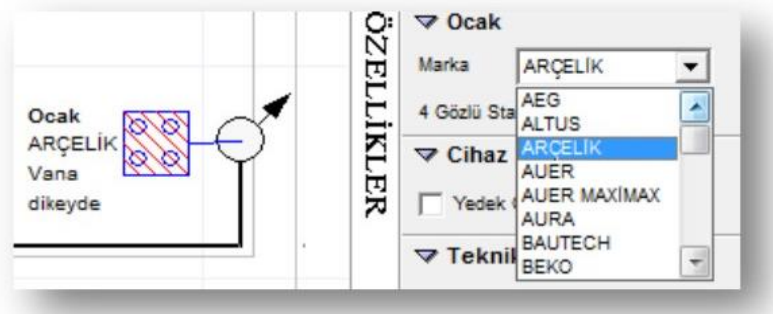 Ocak
ARÇELİK
Vana
dikeyde
ÖZELLİKLER
Ocak
Marka
ARÇELİK
4 Gözlü Sta
AEG
ALTUS
ARÇELİK
AUER
AUER MAXİMAX
AURA
BAUTECH
BEKO
Cihaz
Yedek
Teknik